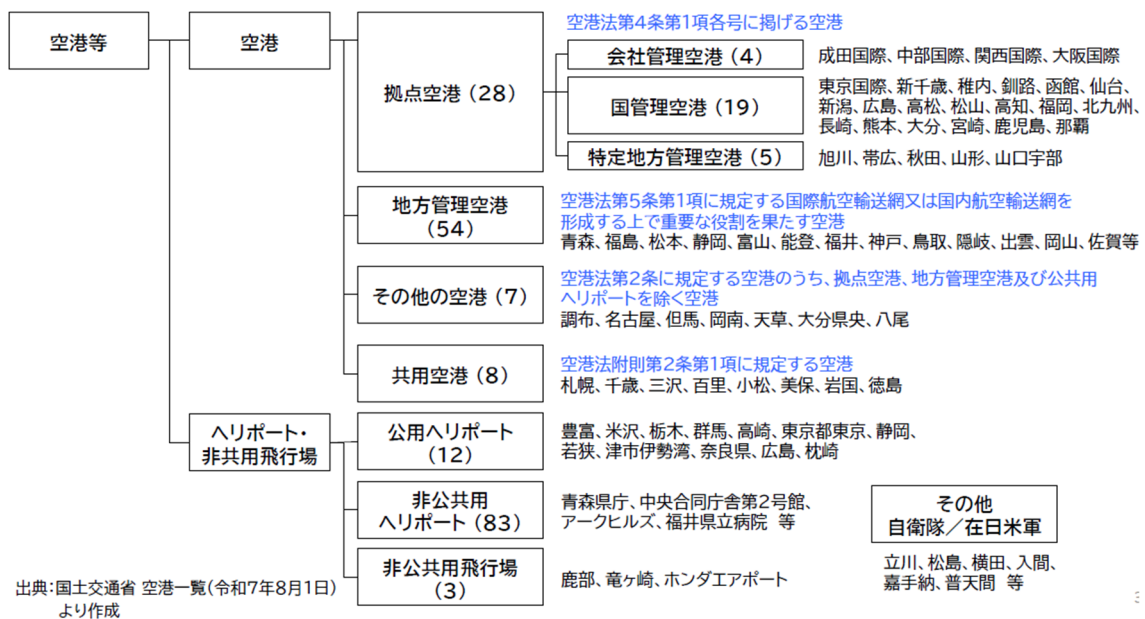 空港等
空港
拠点空港（28）
空港法第4条第1項各号に掲げる空港
会社管理空港（4）
成田国際、中部国際、関西国際、大阪国際
国管理空港（19）
東京国際、新千歳、稚内、釧路、函館、仙台、
新潟、広島、高松、松山、高知、福岡、北九州、
長崎、熊本、大分、宮崎、鹿児島、那覇
特定地方管理空港（5）
旭川、帯広、秋田、山形、山口宇部
地方管理空港
（54）
空港法第5条第1項に規定する国際航空輸送網又は国内航空輸送網を
形成する上で重要な役割を果たす空港
青森、福島、松本、静岡、富山、能登、福井、神戸、鳥取、隠岐、出雲、岡山、佐賀等
その他の空港（7）
空港法第2条に規定する空港のうち、拠点空港、地方管理空港及び公共用
ヘリポートを除く空港
調布、名古屋、但馬、岡南、天草、大分県央、八尾
共用空港（8）
空港法附則第2条第1項に規定する空港
札幌、千歳、三沢、百里、小松、美保、岩国、徳島
ヘリポート・
非共用飛行場
公用ヘリポート
（12）
豊富、米沢、栃木、群馬、高崎、東京都東京、静岡、
若狭、津市伊勢湾、奈良県、広島、枕崎
非公共用
ヘリポート（83）
青森県庁、中央合同庁舎第2号館、
アークヒルズ、福井県立病院　等
非公共用飛行場
（3）
鹿部、竜ヶ崎、ホンダエアポート
その他
自衛隊／在日米軍
立川、松島、横田、入間、
嘉手納、普天間　等
出典：国土交通省 空港一覧（令和7年8月1日）
より作成